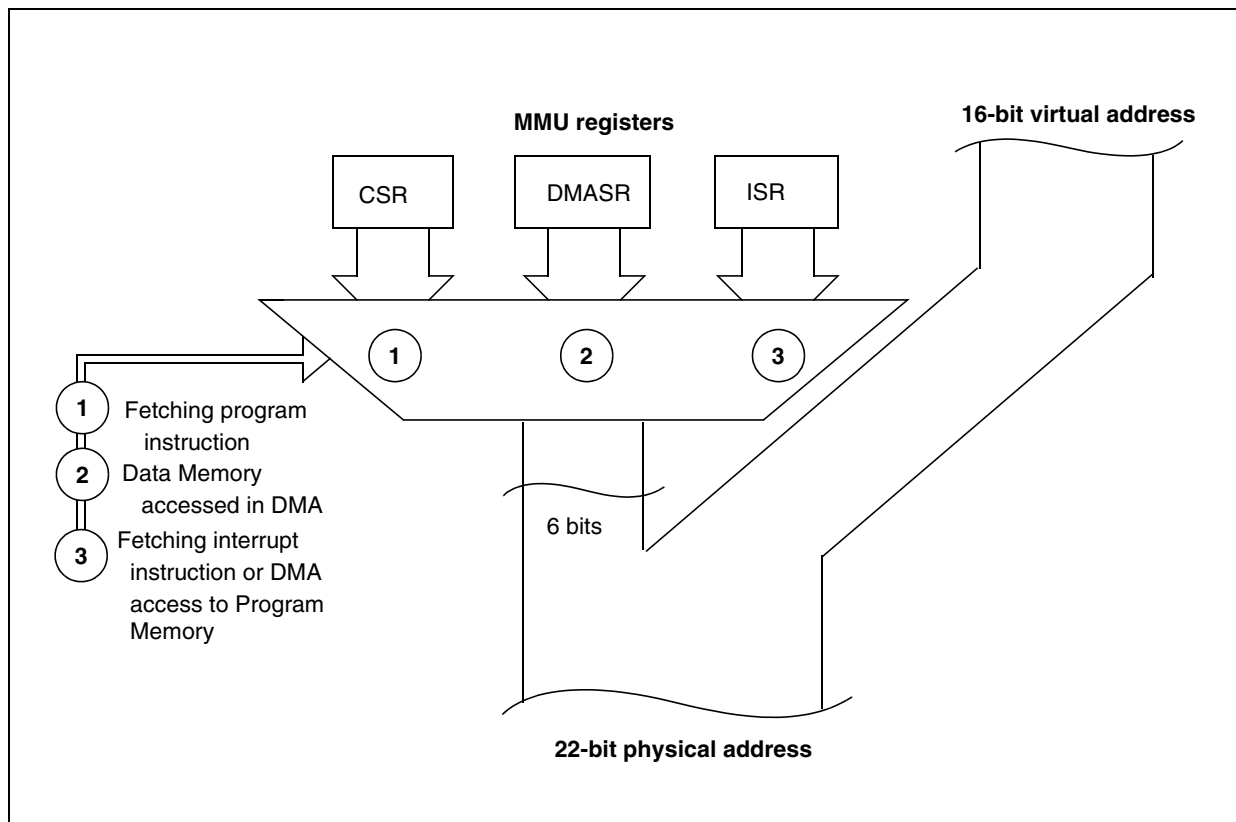 16-bit virtual address
MMU registers
CSR
DMASR
ISR
1
2
3
1
Fetching program
instruction
2
Data Memory
accessed in DMA
3
Fetching interrupt
instruction or DMA
access to Program
Memory
6 bits
22-bit physical address